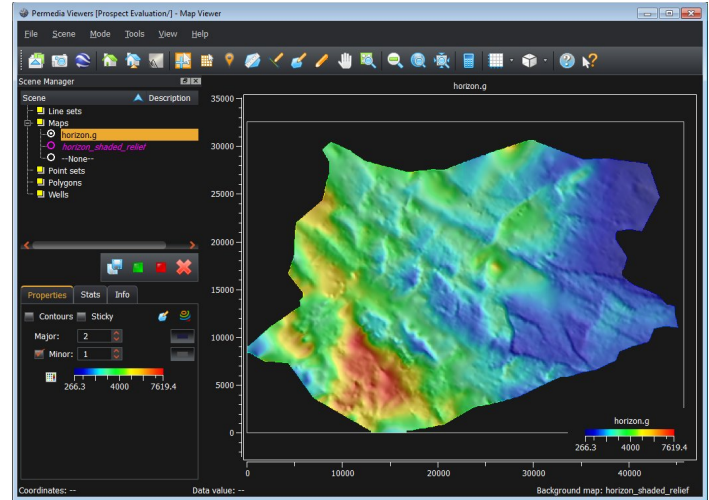 Permedia Viewers [Prospect Evaluation/] - Map Viewer
File Scene Mode Tools View Help
Scene Manager
Scene Description
Line sets
Maps
horizon.g
horizon_shaded_relief
--None--
Point sets
Polygons
Wells
Properties Stats Info
Contours Sticky
Major: 2
Minor: 1
266.3 4000 7619.4
horizon.g
35000
30000
25000
20000
15000
10000
5000
0
0 10000 20000 30000 40000
horizon.g
266.3 4000 7619.4
Coordinates: -- Data value: -- Background map: horizon_shaded_relief